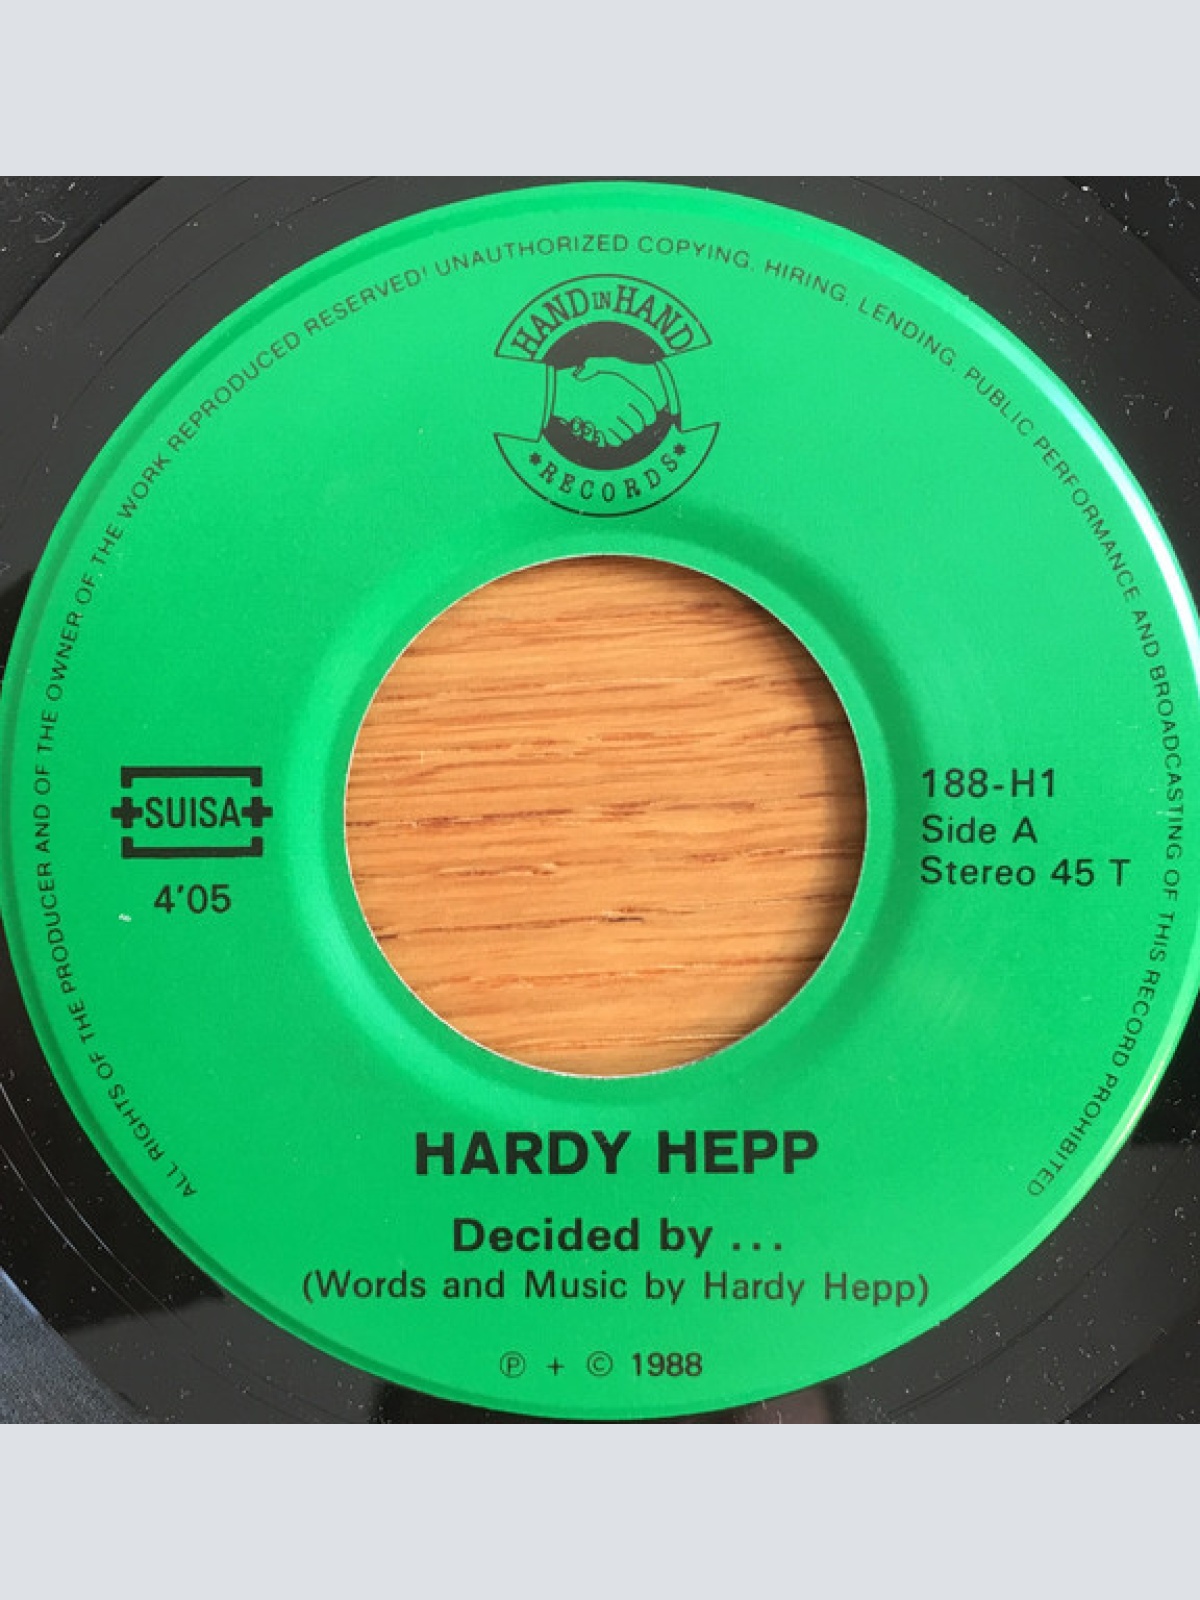 ALL RIGHTS OF THE PRODUCER AND OF THE OWNER OF THE WORK REPRODUCED RESERVED! UNAUTHORIZED COPYING. HIRING. LENDING. PUBLIC PERFORMANCE AND BROADCASTING OF THIS RECORD PROHIBITED
HAND IN HAND
*RECORDS*
+SUISA+
4'05
188-H1
Side A
Stereo 45 T
HARDY HEPP
Decided by ...
(Words and Music by Hardy Hepp)
℗ + © 1988